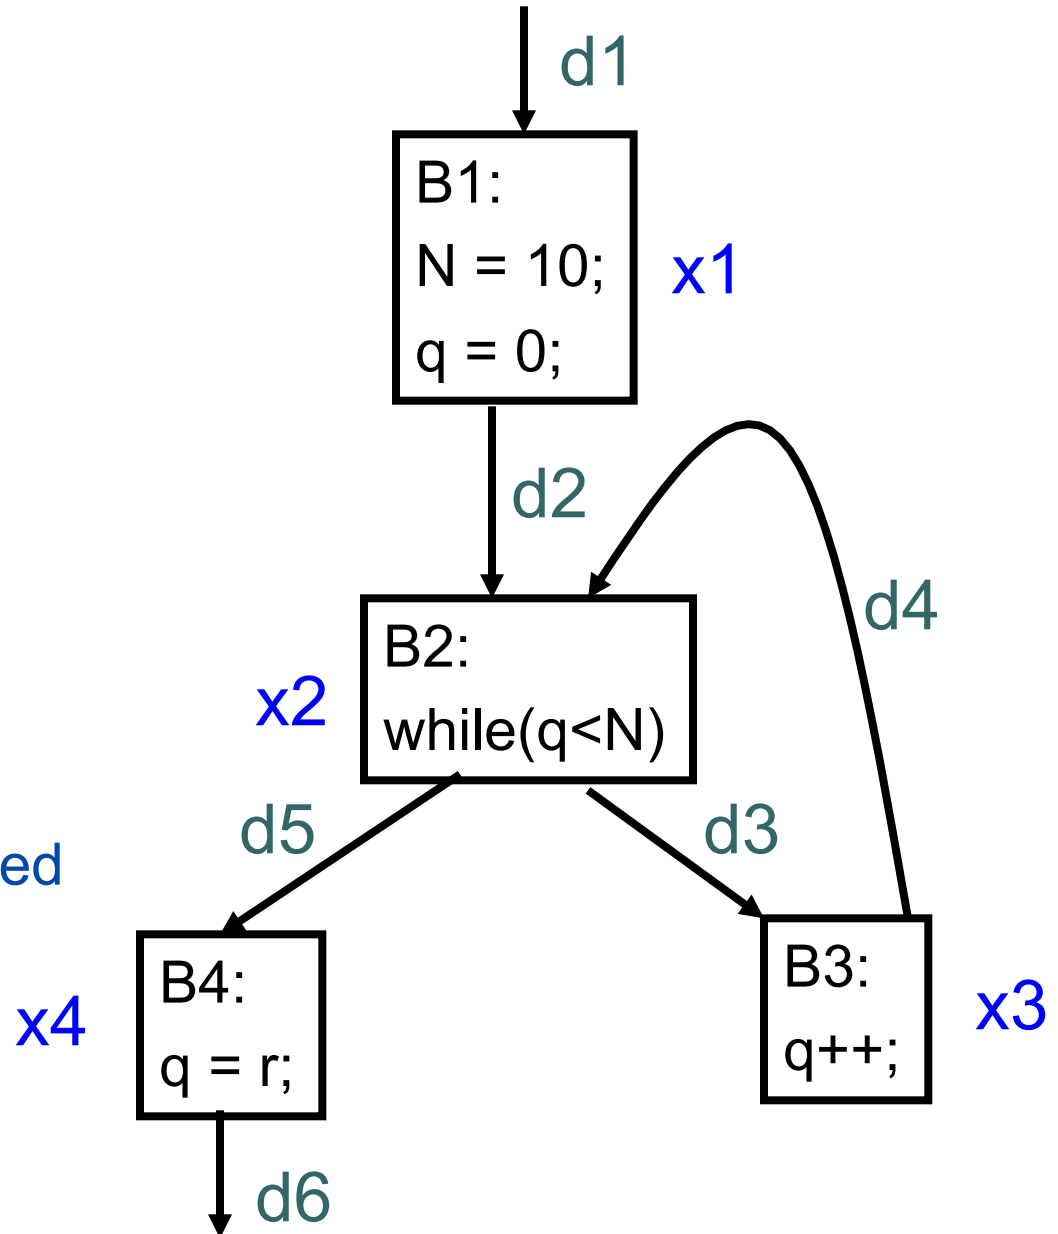 d1
B1:
N = 10;
q = 0;
x1
d2
d4
B2:
while(q<N)
x2
d5
d3
ed
B4:
q = r;
x4
B3:
q++;
x3
d6